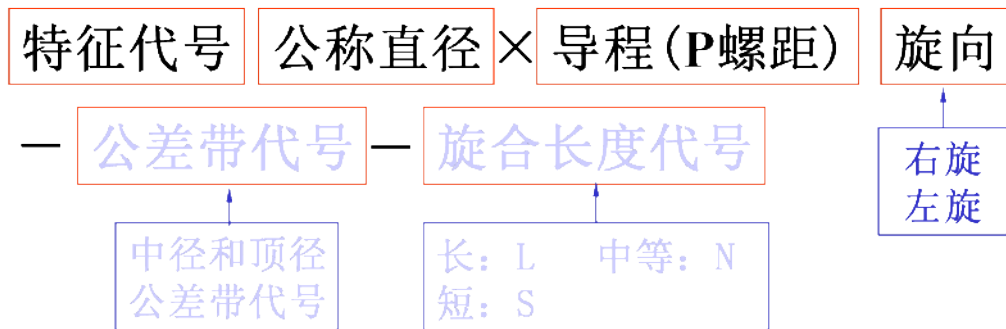 特征代号 公称直径×导程(P螺距) 旋向
—公差带代号—旋合长度代号
右旋
左旋
中径和顶径
公差带代号
长：L 中等：N
短：S